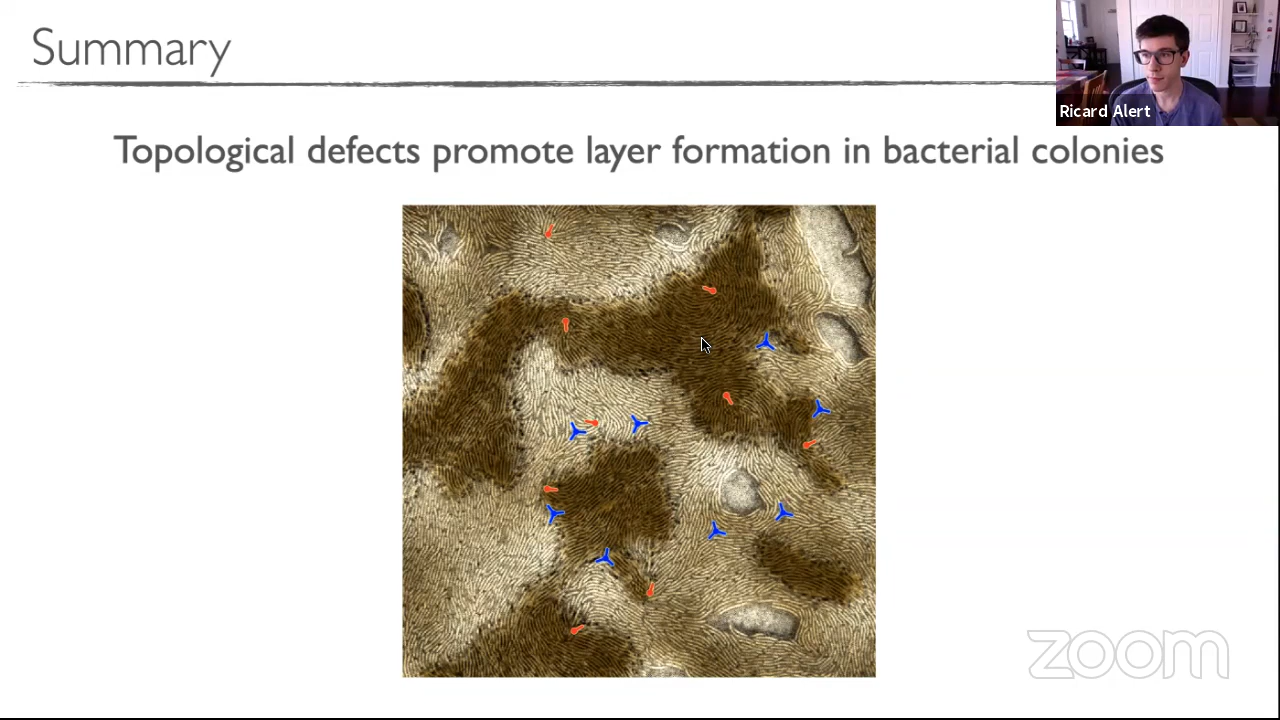 Summary
Ricard Alert
Topological defects promote layer formation in bacterial colonies
zoom